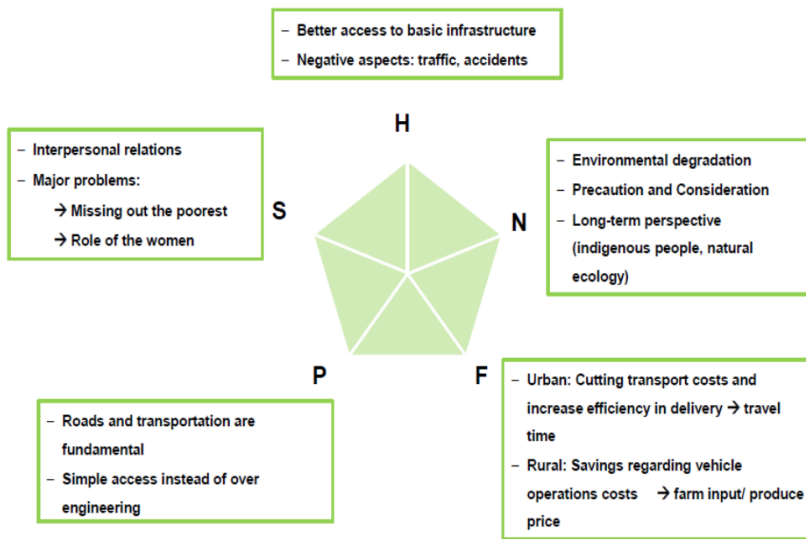 – Better access to basic infrastructure
– Negative aspects: traffic, accidents
H
– Interpersonal relations
– Major problems:
→ Missing out the poorest
→ Role of the women
S
N
– Environmental degradation
– Precaution and Consideration
– Long-term perspective
(indigenous people, natural
ecology)
P
F
– Roads and transportation are
fundamental
– Simple access instead of over
engineering
– Urban: Cutting transport costs and
increase efficiency in delivery → travel
time
– Rural: Savings regarding vehicle
operations costs → farm input/ produce
price